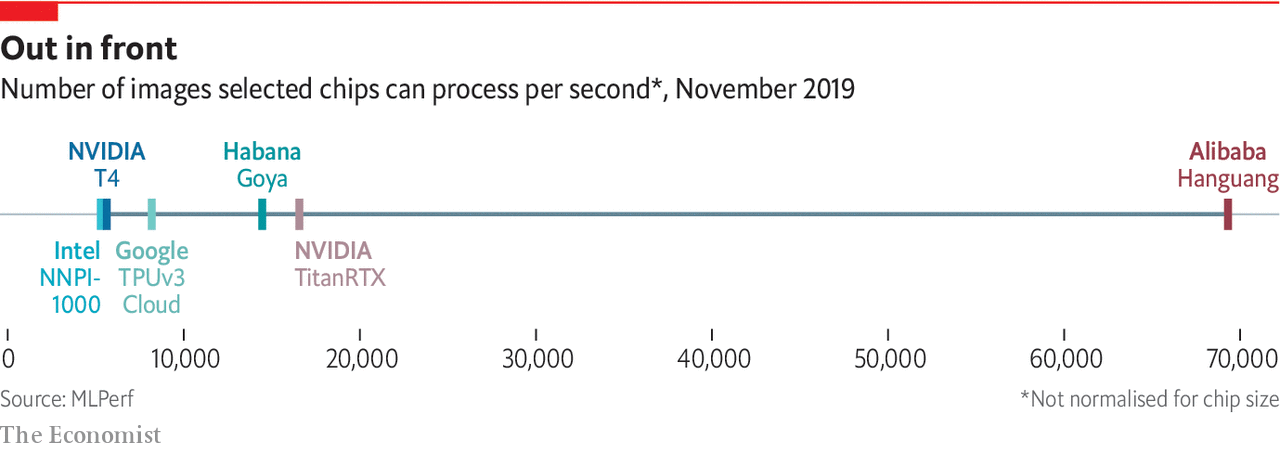 Out in front
Number of images selected chips can process per second*, November 2019
NVIDIA
T4
Habana
Goya
Alibaba
Hanguang
Intel
NNPI-
1000
Google
TPUv3
Cloud
NVIDIA
TitanRTX
0 10,000 20,000 30,000 40,000 50,000 60,000 70,000
Source: MLPerf
*Not normalised for chip size
The Economist